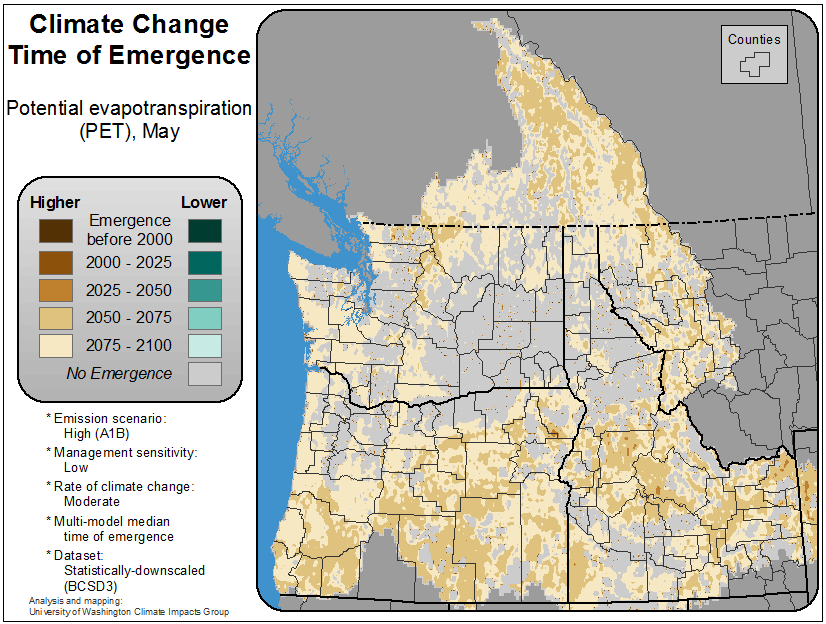 Climate Change
Time of Emergence
Potential evapotranspiration
(PET), May
Higher
Lower
Emergence
before 2000
2000 - 2025
2025 - 2050
2050 - 2075
2075 - 2100
No Emergence
* Emission scenario:
High (A1B)
* Management sensitivity:
Low
* Rate of climate change:
Moderate
* Multi-model median
time of emergence
* Dataset:
Statistically-downscaled
(BCSD3)
Analysis and mapping:
University of Washington Climate Impacts Group
Counties